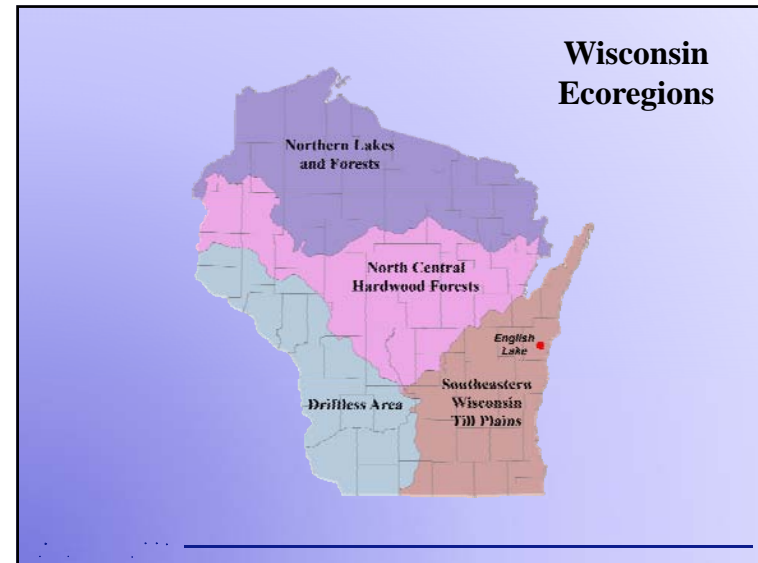 Wisconsin
Ecoregions
Northern Lakes
and Forests
North Central
Hardwood Forests
English
Lake
Southeastern
Wisconsin
Till Plains
Driftless Area